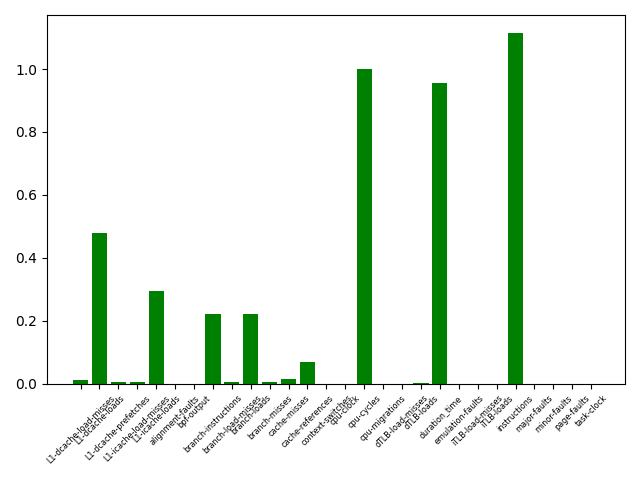 1.0
0.8
0.6
0.4
0.2
0.0
L1-dcache-load-misses
L1-dcache-loads
L1-dcache-prefetches
L1-icache-load-misses
L1-icache-loads
alignment-faults
bpf-output
branch-instructions
branch-load-misses
branch-loads
branch-misses
cache-misses
cache-references
context-switches
cpu-clock
cpu-cycles
cpu-migrations
dTLB-load-misses
dTLB-loads
duration_time
emulation-faults
iTLB-load-misses
iTLB-loads
instructions
major-faults
minor-faults
page-faults
task-clock